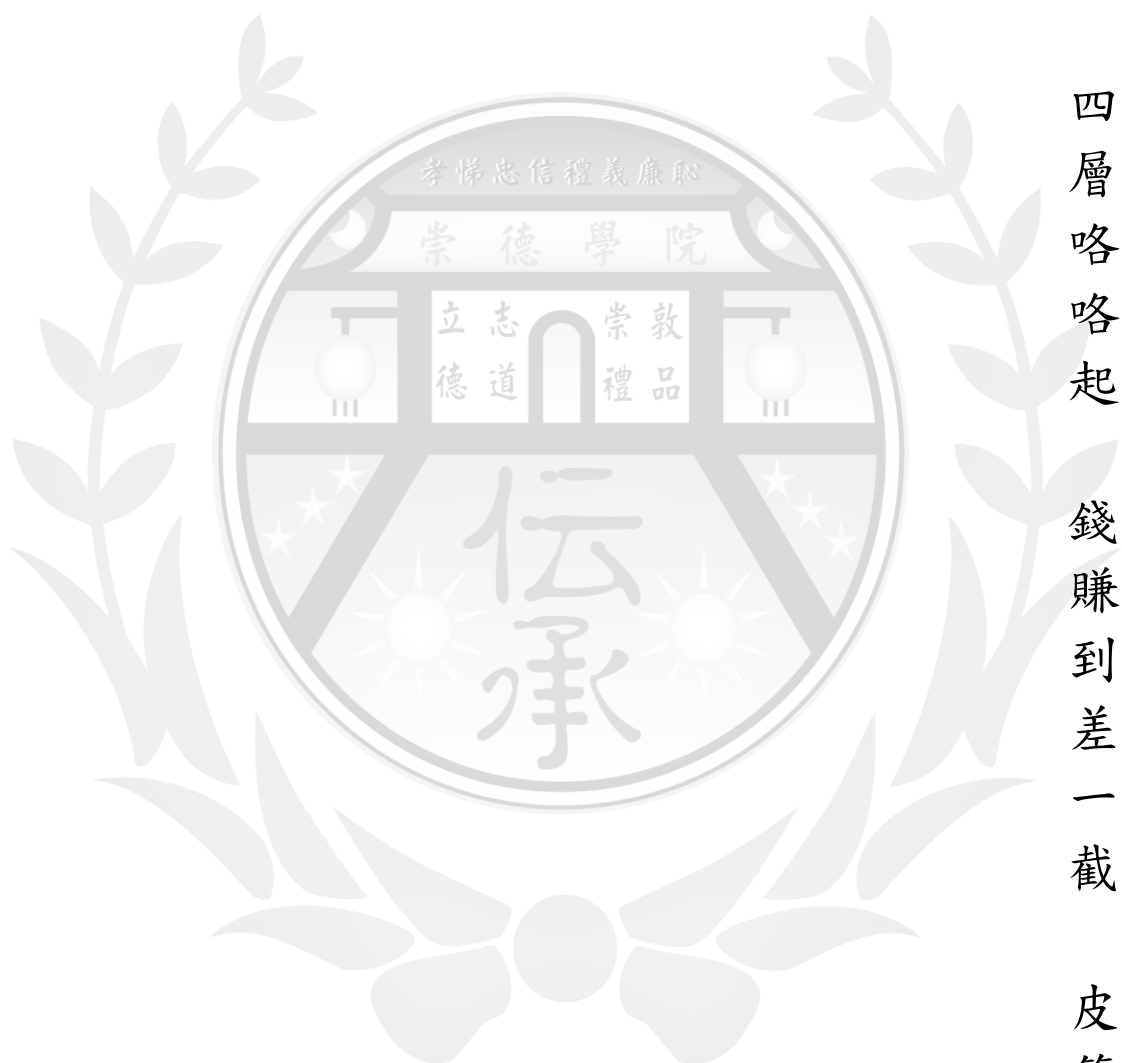 四層咯咯起　錢賺到差一截　皮
孝悌忠信禮義廉恥
崇德學院
立志　崇敦
德道　禮品
伝承